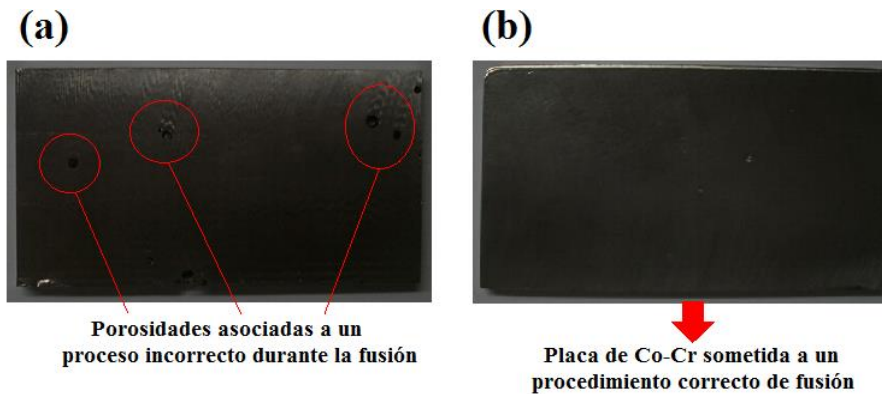 (a)
(b)
Porosidades asociadas a un
proceso incorrecto durante la fusión
Placa de Co-Cr sometida a un
procedimiento correcto de fusión